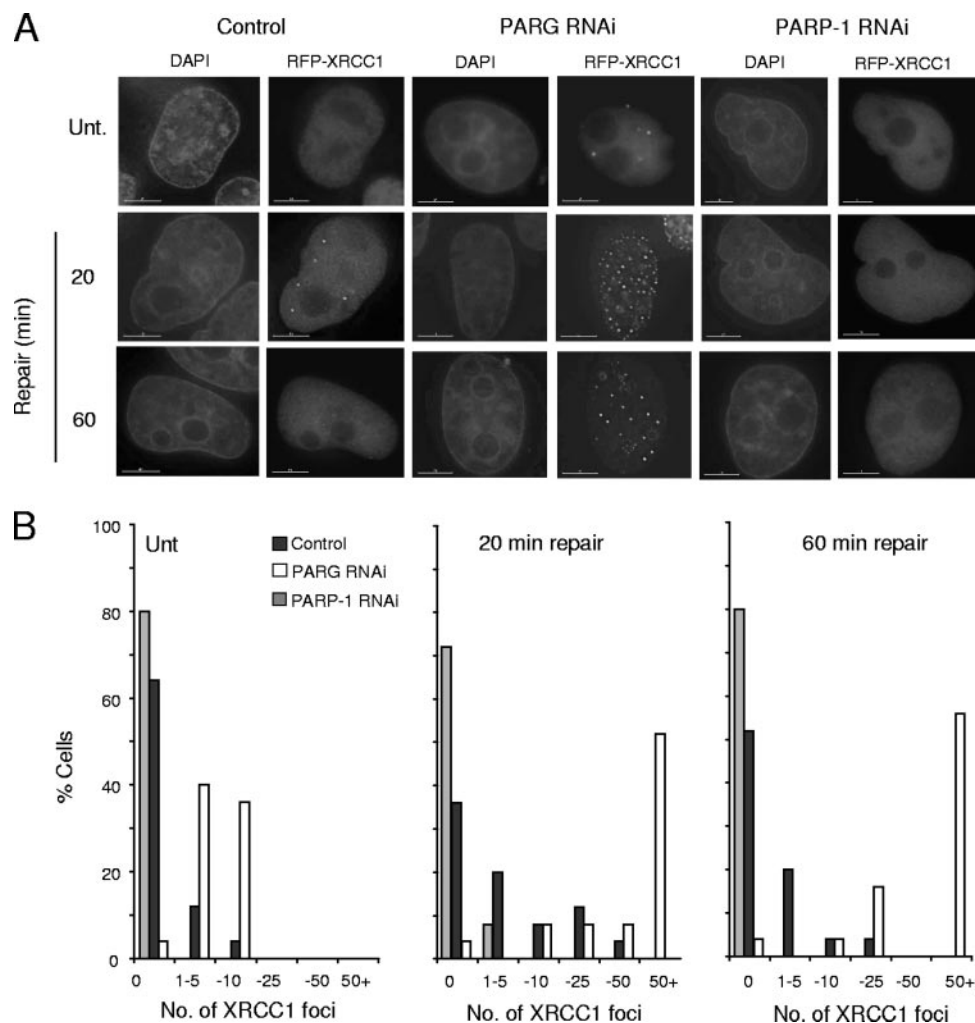 A
Control
PARG RNAi
PARP-1 RNAi
DAPI
RFP-XRCC1
DAPI
RFP-XRCC1
DAPI
RFP-XRCC1
Unt.
Repair (min)
20
60
B
% Cells
100
80
60
40
20
0
Unt
Control
PARG RNAi
PARP-1 RNAi
0 1-5 -10 -25 -50 50+
No. of XRCC1 foci
20 min repair
0 1-5 -10 -25 -50 50+
No. of XRCC1 foci
60 min repair
0 1-5 -10 -25 -50 50+
No. of XRCC1 foci